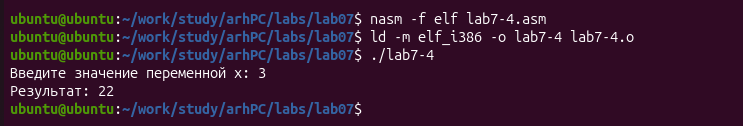 ubuntu@ubuntu:~/work/study/arhPC/labs/lab07$ nasm -f elf lab7-4.asm
ubuntu@ubuntu:~/work/study/arhPC/labs/lab07$ ld -m elf_i386 -o lab7-4 lab7-4.o
ubuntu@ubuntu:~/work/study/arhPC/labs/lab07$ ./lab7-4
Введите значение переменной x: 3
Результат: 22
ubuntu@ubuntu:~/work/study/arhPC/labs/lab07$